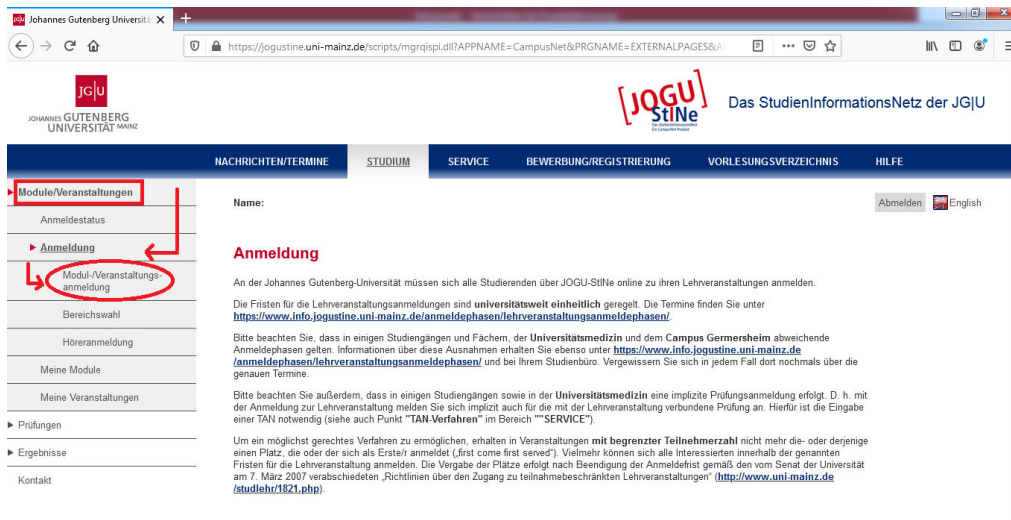 Johannes Gutenberg Universitä
https://jogustine.uni-mainz.de/scripts/mgrqispi.dll?APPNAME=CampusNet&PRGNAME=EXTERNALPAGES&A
JG|U
JOHANNES GUTENBERG
UNIVERSITÄT MAINZ
JOGU
StINe
Das StudienInformationsNetz der JG|U
NACHRICHTEN/TERMINE STUDIUM SERVICE BEWERBUNG/REGISTRIERUNG VORLESUNGSVERZEICHNIS HILFE
Module/Veranstaltungen
Anmeldestatus
Anmeldung
Modul-/Veranstaltungs-
anmeldung
Bereichswahl
Höreranmeldung
Meine Module
Meine Veranstaltungen
Prüfungen
Ergebnisse
Kontakt
Name:
Abmelden English
Anmeldung
An der Johannes Gutenberg-Universität müssen sich alle Studierenden über JOGU-StINe online zu ihren Lehrveranstaltungen anmelden.
Die Fristen für die Lehrveranstaltungsanmeldungen sind universitätsweit einheitlich geregelt. Die Termine finden Sie unter
https://www.info.jogustine.uni-mainz.de/anmeldephasen/lehrveranstaltungsanmeldephasen/.
Bitte beachten Sie, dass in einigen Studiengängen und Fächern, der Universitätsmedizin und dem Campus Germersheim abweichende
Anmeldephasen gelten. Informationen über diese Ausnahmen erhalten Sie ebenso unter https://www.info.jogustine.uni-mainz.de
/anmeldephasen/lehrveranstaltungsanmeldephasen/ und bei Ihrem Studienbüro. Vergewissern Sie sich in jedem Fall dort nochmals über die
genauen Termine.
Bitte beachten Sie außerdem, dass in einigen Studiengängen sowie in der Universitätsmedizin eine implizite Prüfungsanmeldung erfolgt. D. h. mit
der Anmeldung zur Lehrveranstaltung melden Sie sich implizit auch für die mit der Lehrveranstaltung verbundene Prüfung an. Hierfür ist die Eingabe
einer TAN notwendig (siehe auch Punkt "TAN-Verfahren" im Bereich ""SERVICE").
Um ein möglichst gerechtes Verfahren zu ermöglichen, erhalten in Veranstaltungen mit begrenzter Teilnehmerzahl nicht mehr die- oder derjenige
einen Platz, die oder der sich als Erste/r anmeldet („first come first served"). Vielmehr können sich alle Interessierten innerhalb der genannten
Fristen für die Lehrveranstaltung anmelden. Die Vergabe der Plätze erfolgt nach Beendigung der Anmeldefrist gemäß den vom Senat der Universität
am 7. März 2007 verabschiedeten „Richtlinien über den Zugang zu teilnahmebeschränkten Lehrveranstaltungen" (http://www.uni-mainz.de
/studlehr/1821.php).